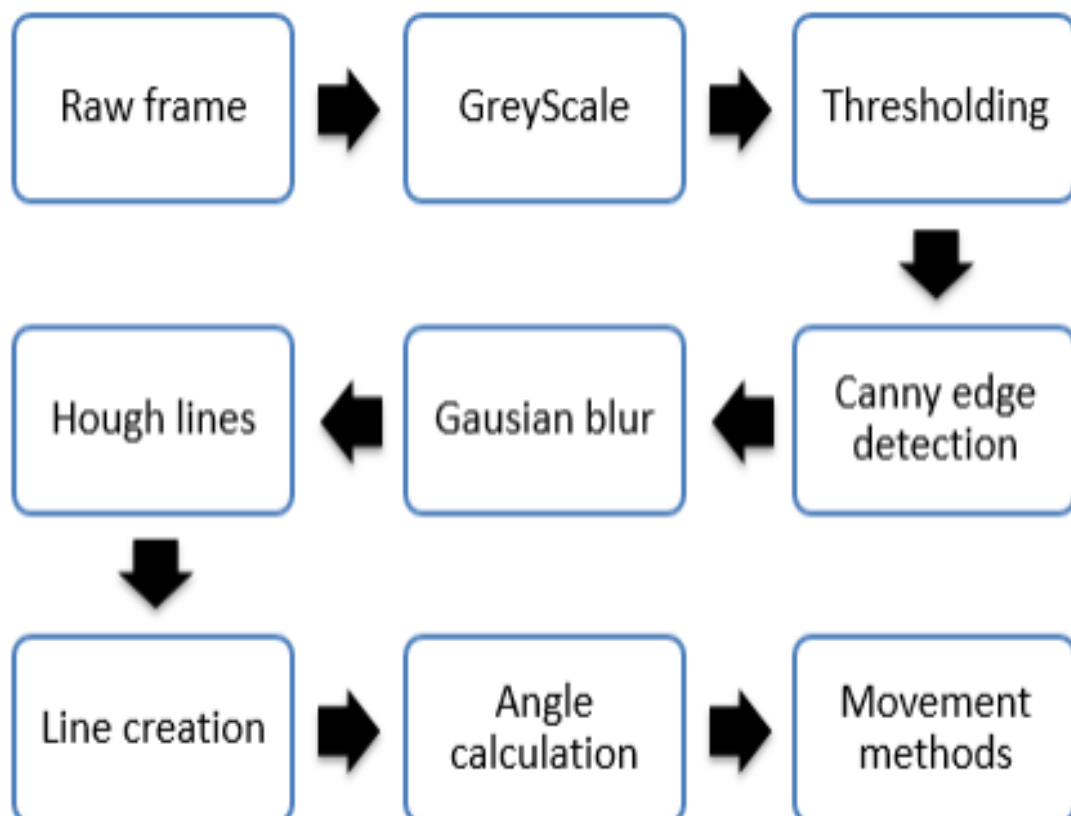 Raw frame
GreyScale
Thresholding
Canny edge
detection
Gausian blur
Hough lines
Line creation
Angle
calculation
Movement
methods